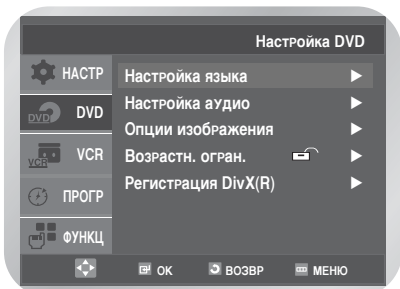 Настройка DVD
НАСТР
DVD
VCR
ПРОГР
ФУНКЦ
Настройка языка ►
Настройка аудио ►
Опции изображения ►
Возрастн. огран. ►
Регистрация DivX(R) ►
DVD
VCR
ОК ВОЗВР МЕНЮ